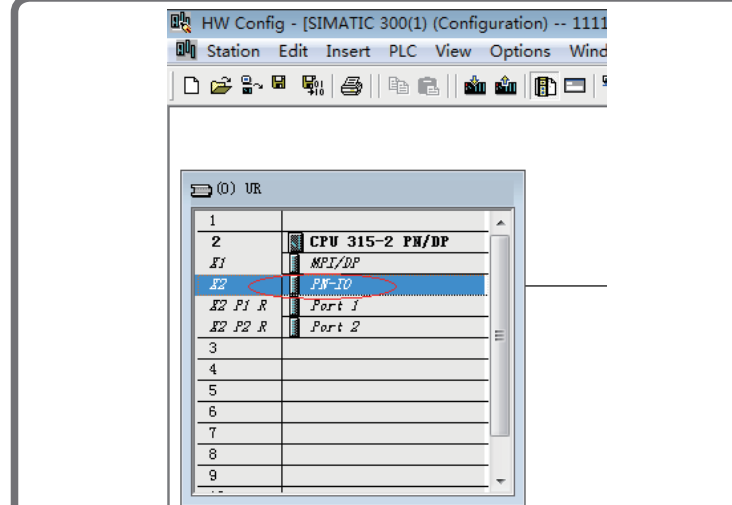 HW Config - [SIMATIC 300(1) (Configuration) -- 1111
Station Edit Insert PLC View Options Wind
(0) UR
1
2 CPU 315-2 PN/DP
X1 MPI/DP
X2 PN-IO
X2 P1 R Port 1
X2 P2 R Port 2
3
4
5
6
7
8
9